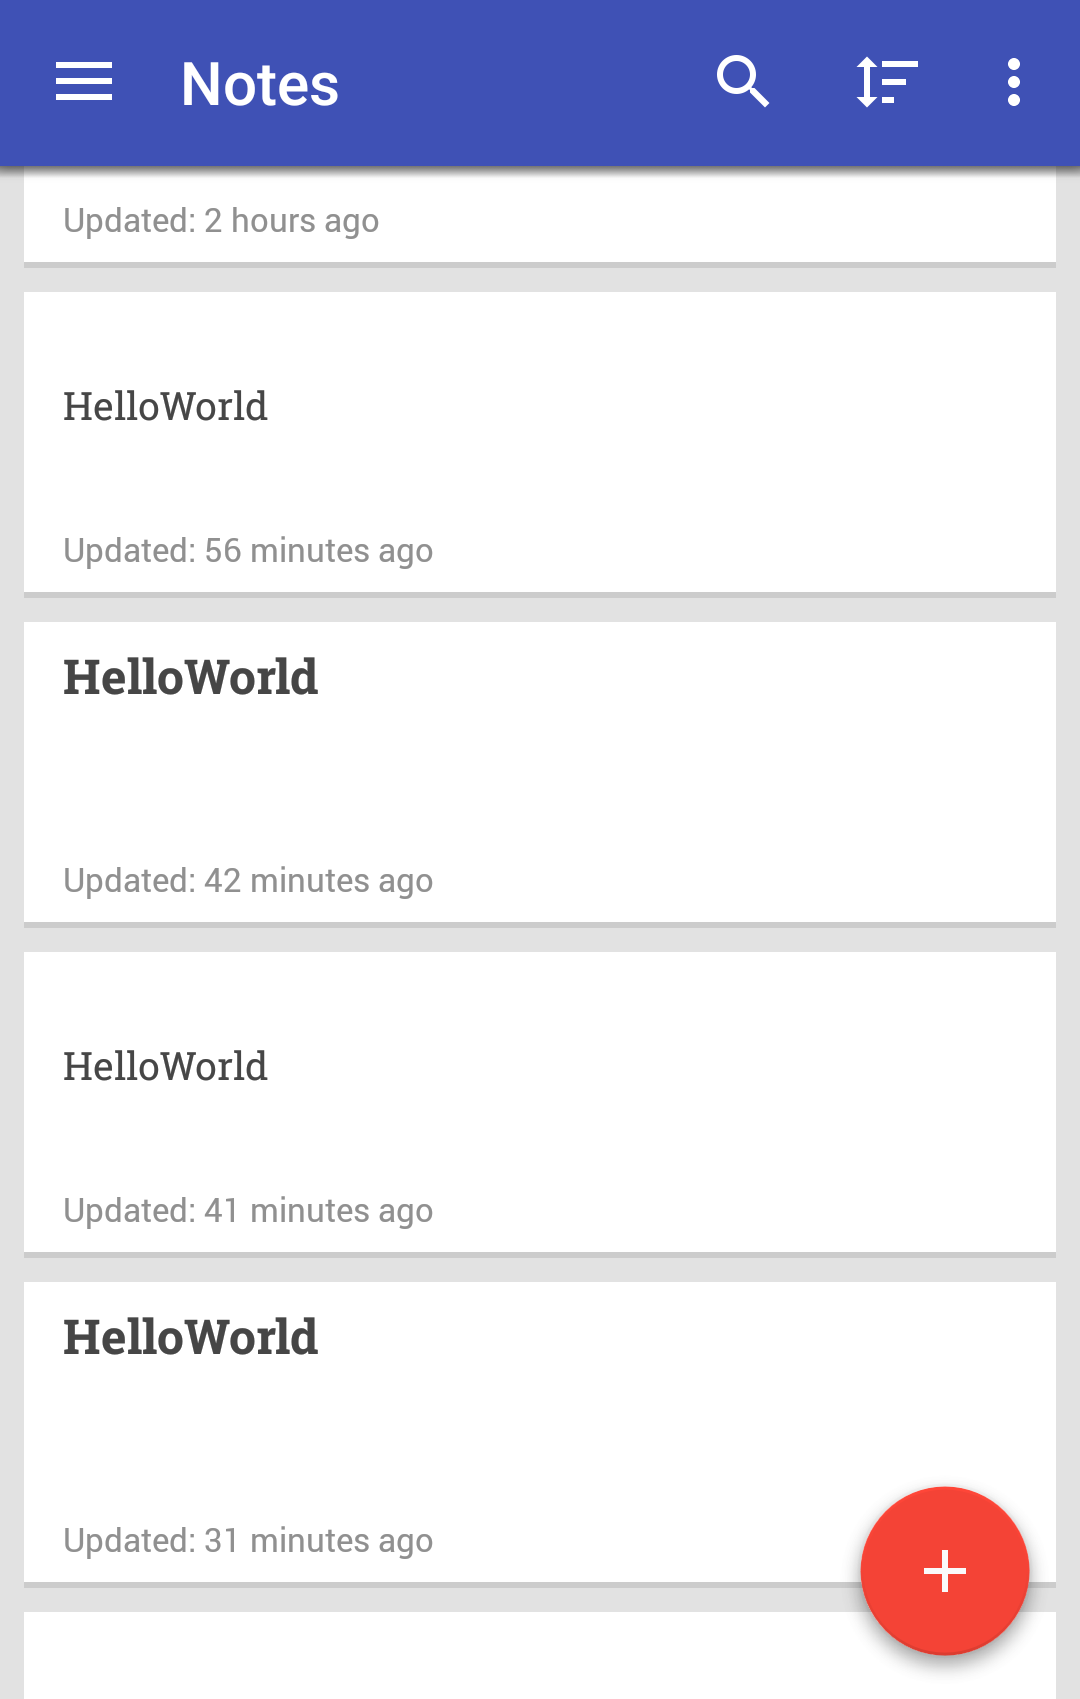 Notes
Updated: 2 hours ago
HelloWorld
Updated: 56 minutes ago
HelloWorld
Updated: 42 minutes ago
HelloWorld
Updated: 41 minutes ago
HelloWorld
Updated: 31 minutes ago